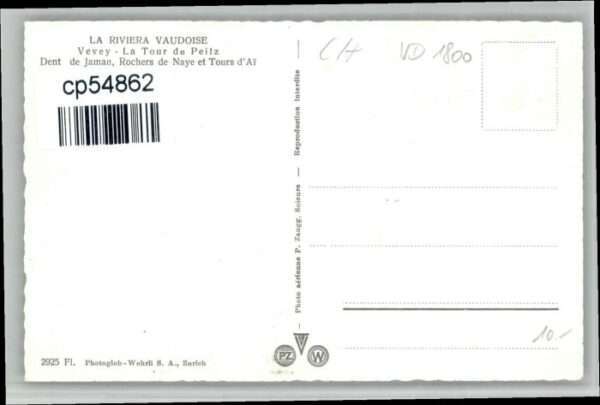 LA RIVIERA VAUDOISE
Vevey - La Tour de Peilz
Dent de Jaman, Rochers de Naye et Tours d'Aï
cp54862
CH VD 1800
Photo aérienne P. Zaugg, Soleure — Reproduction interdite —
10.-
PZ W
2925 Fl. Photoglob-Wehrli S. A., Zurich